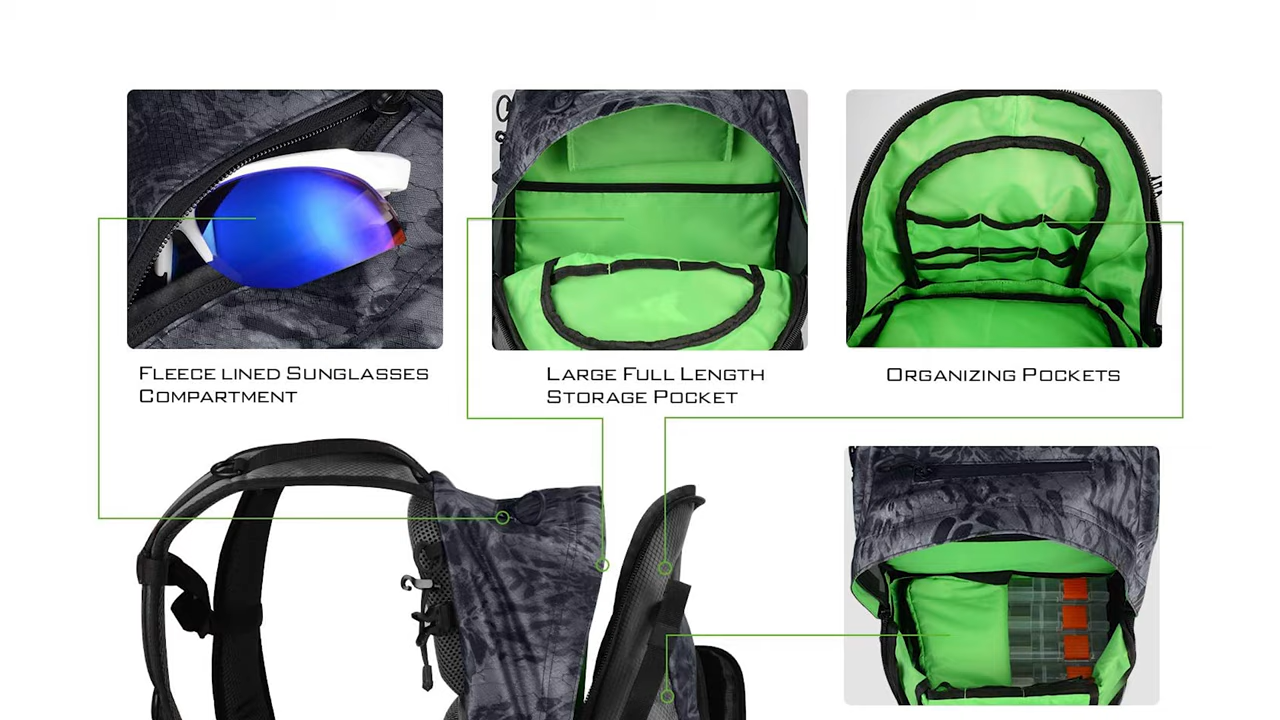 Fleece lined Sunglasses
Compartment
Large Full Length
Storage Pocket
Organizing Pockets